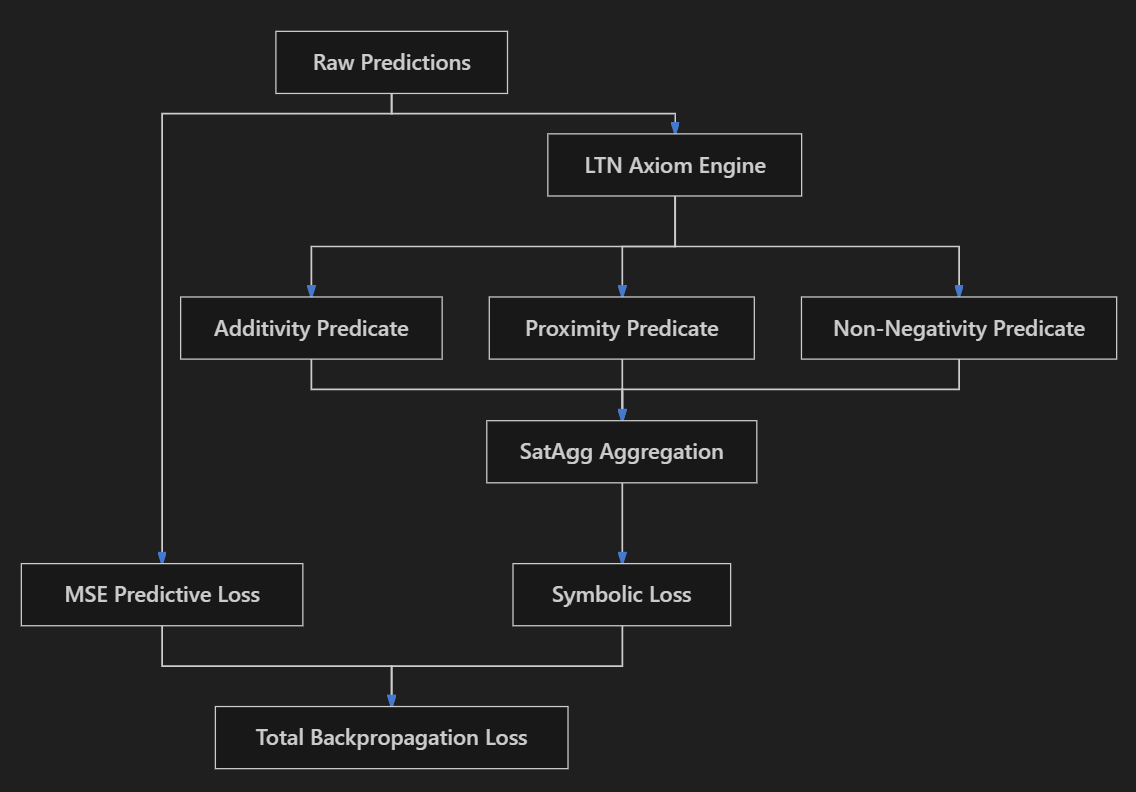 Raw Predictions
LTN Axiom Engine
Additivity Predicate
Proximity Predicate
Non-Negativity Predicate
SatAgg Aggregation
MSE Predictive Loss
Symbolic Loss
Total Backpropagation Loss